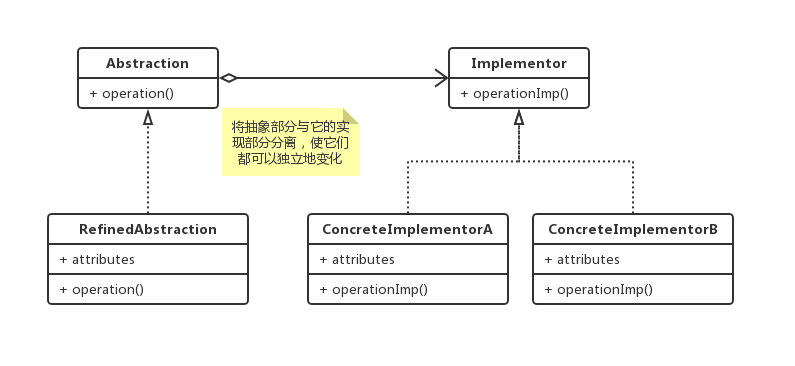 Abstraction
+ operation()
Implementor
+ operationImp()
将抽象部分与它的实
现部分分离，使它们
都可以独立地变化
RefinedAbstraction
+ attributes
+ operation()
ConcreteImplementorA
+ attributes
+ operationImp()
ConcreteImplementorB
+ attributes
+ operationImp()